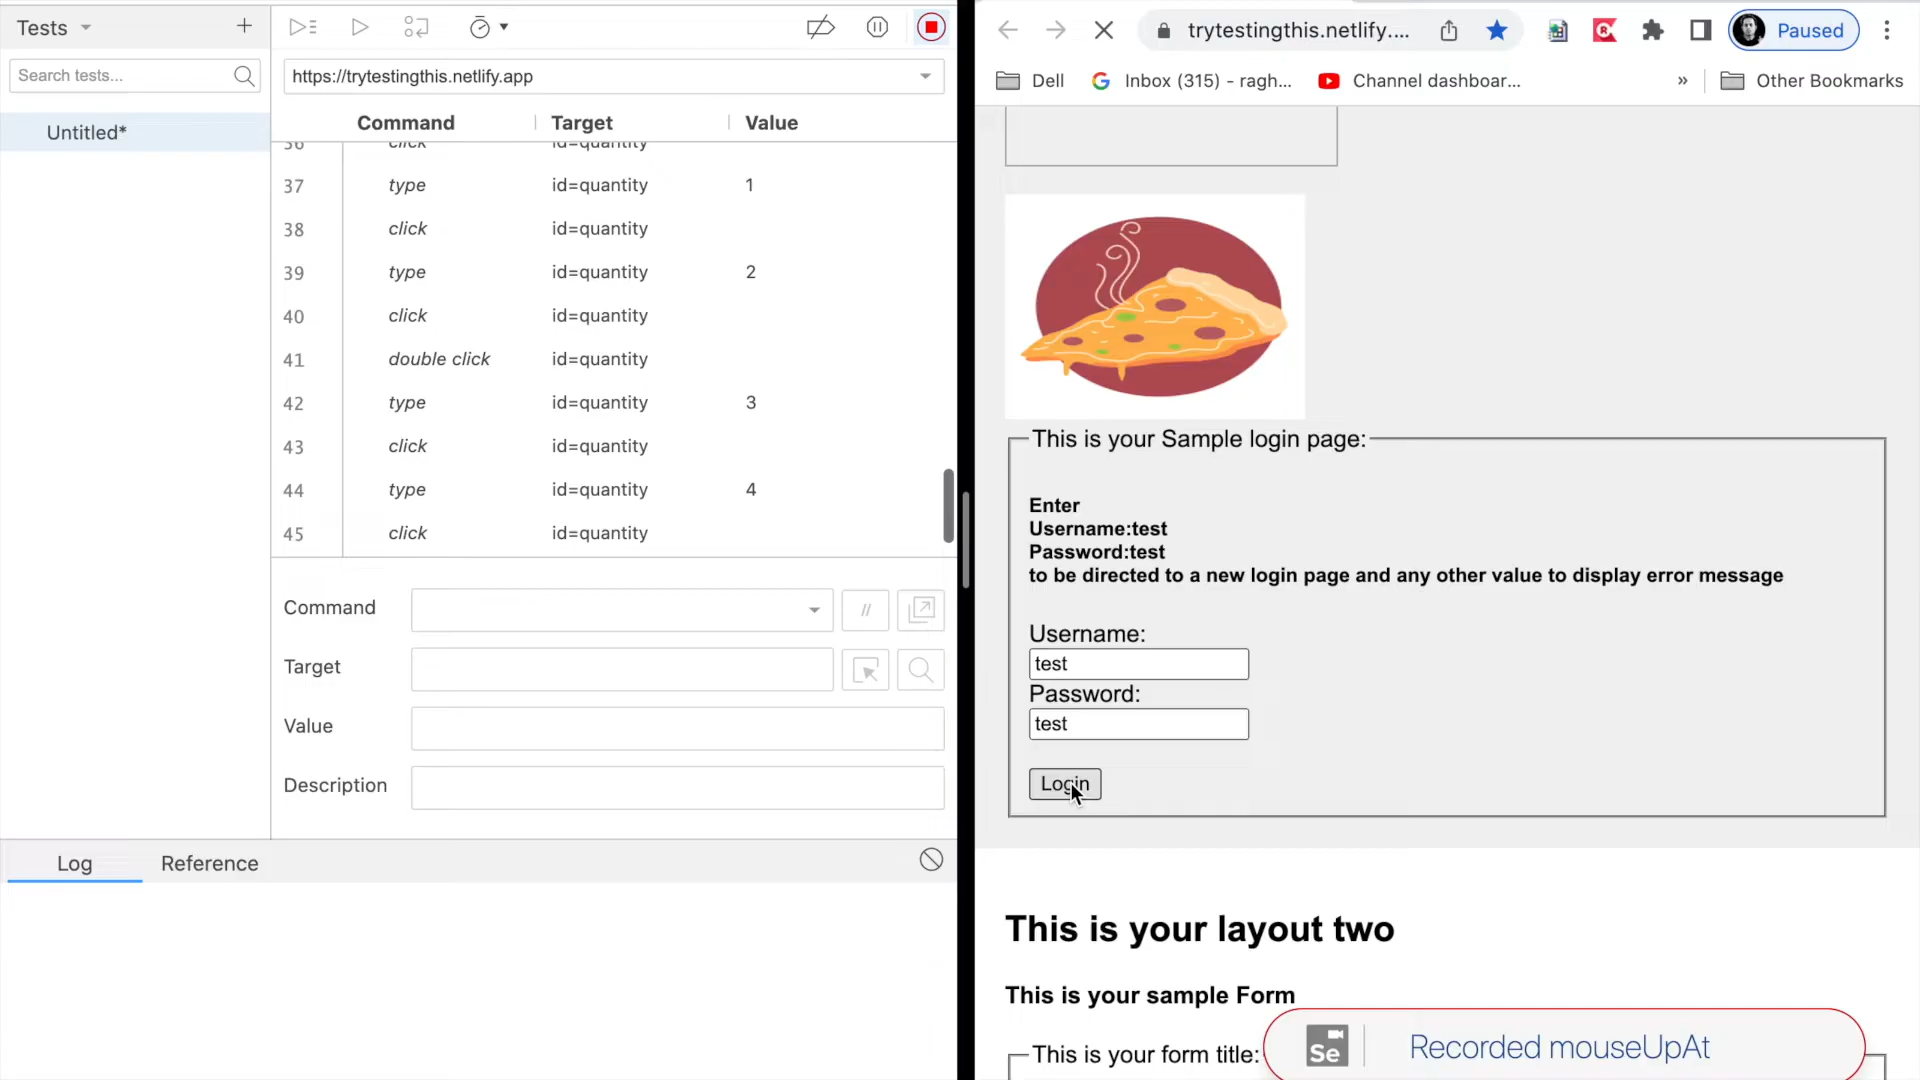 Tests
Search tests...
Untitled*
https://trytestingthis.netlify.app
Command Target Value
36 click id=quantity
37 type id=quantity 1
38 click id=quantity
39 type id=quantity 2
40 click id=quantity
41 double click id=quantity
42 type id=quantity 3
43 click id=quantity
44 type id=quantity 4
45 click id=quantity
Command
//
Target
Value
Description
Log Reference
trytestingthis.netlify.... Paused
Dell Inbox (315) - ragh... Channel dashboar... » Other Bookmarks
This is your Sample login page:
Enter
Username:test
Password:test
to be directed to a new login page and any other value to display error message
Username:
test
Password:
test
Login
This is your layout two
This is your sample Form
This is your form title:
Se Recorded mouseUpAt